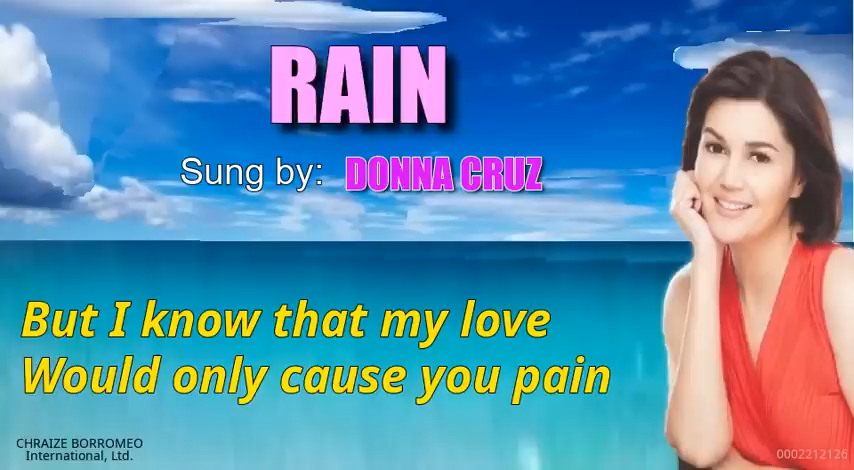 RAIN
Sung by: DONNA CRUZ
But I know that my love
Would only cause you pain
CHRAIZE BORROMEO
International, Ltd.
0002212126